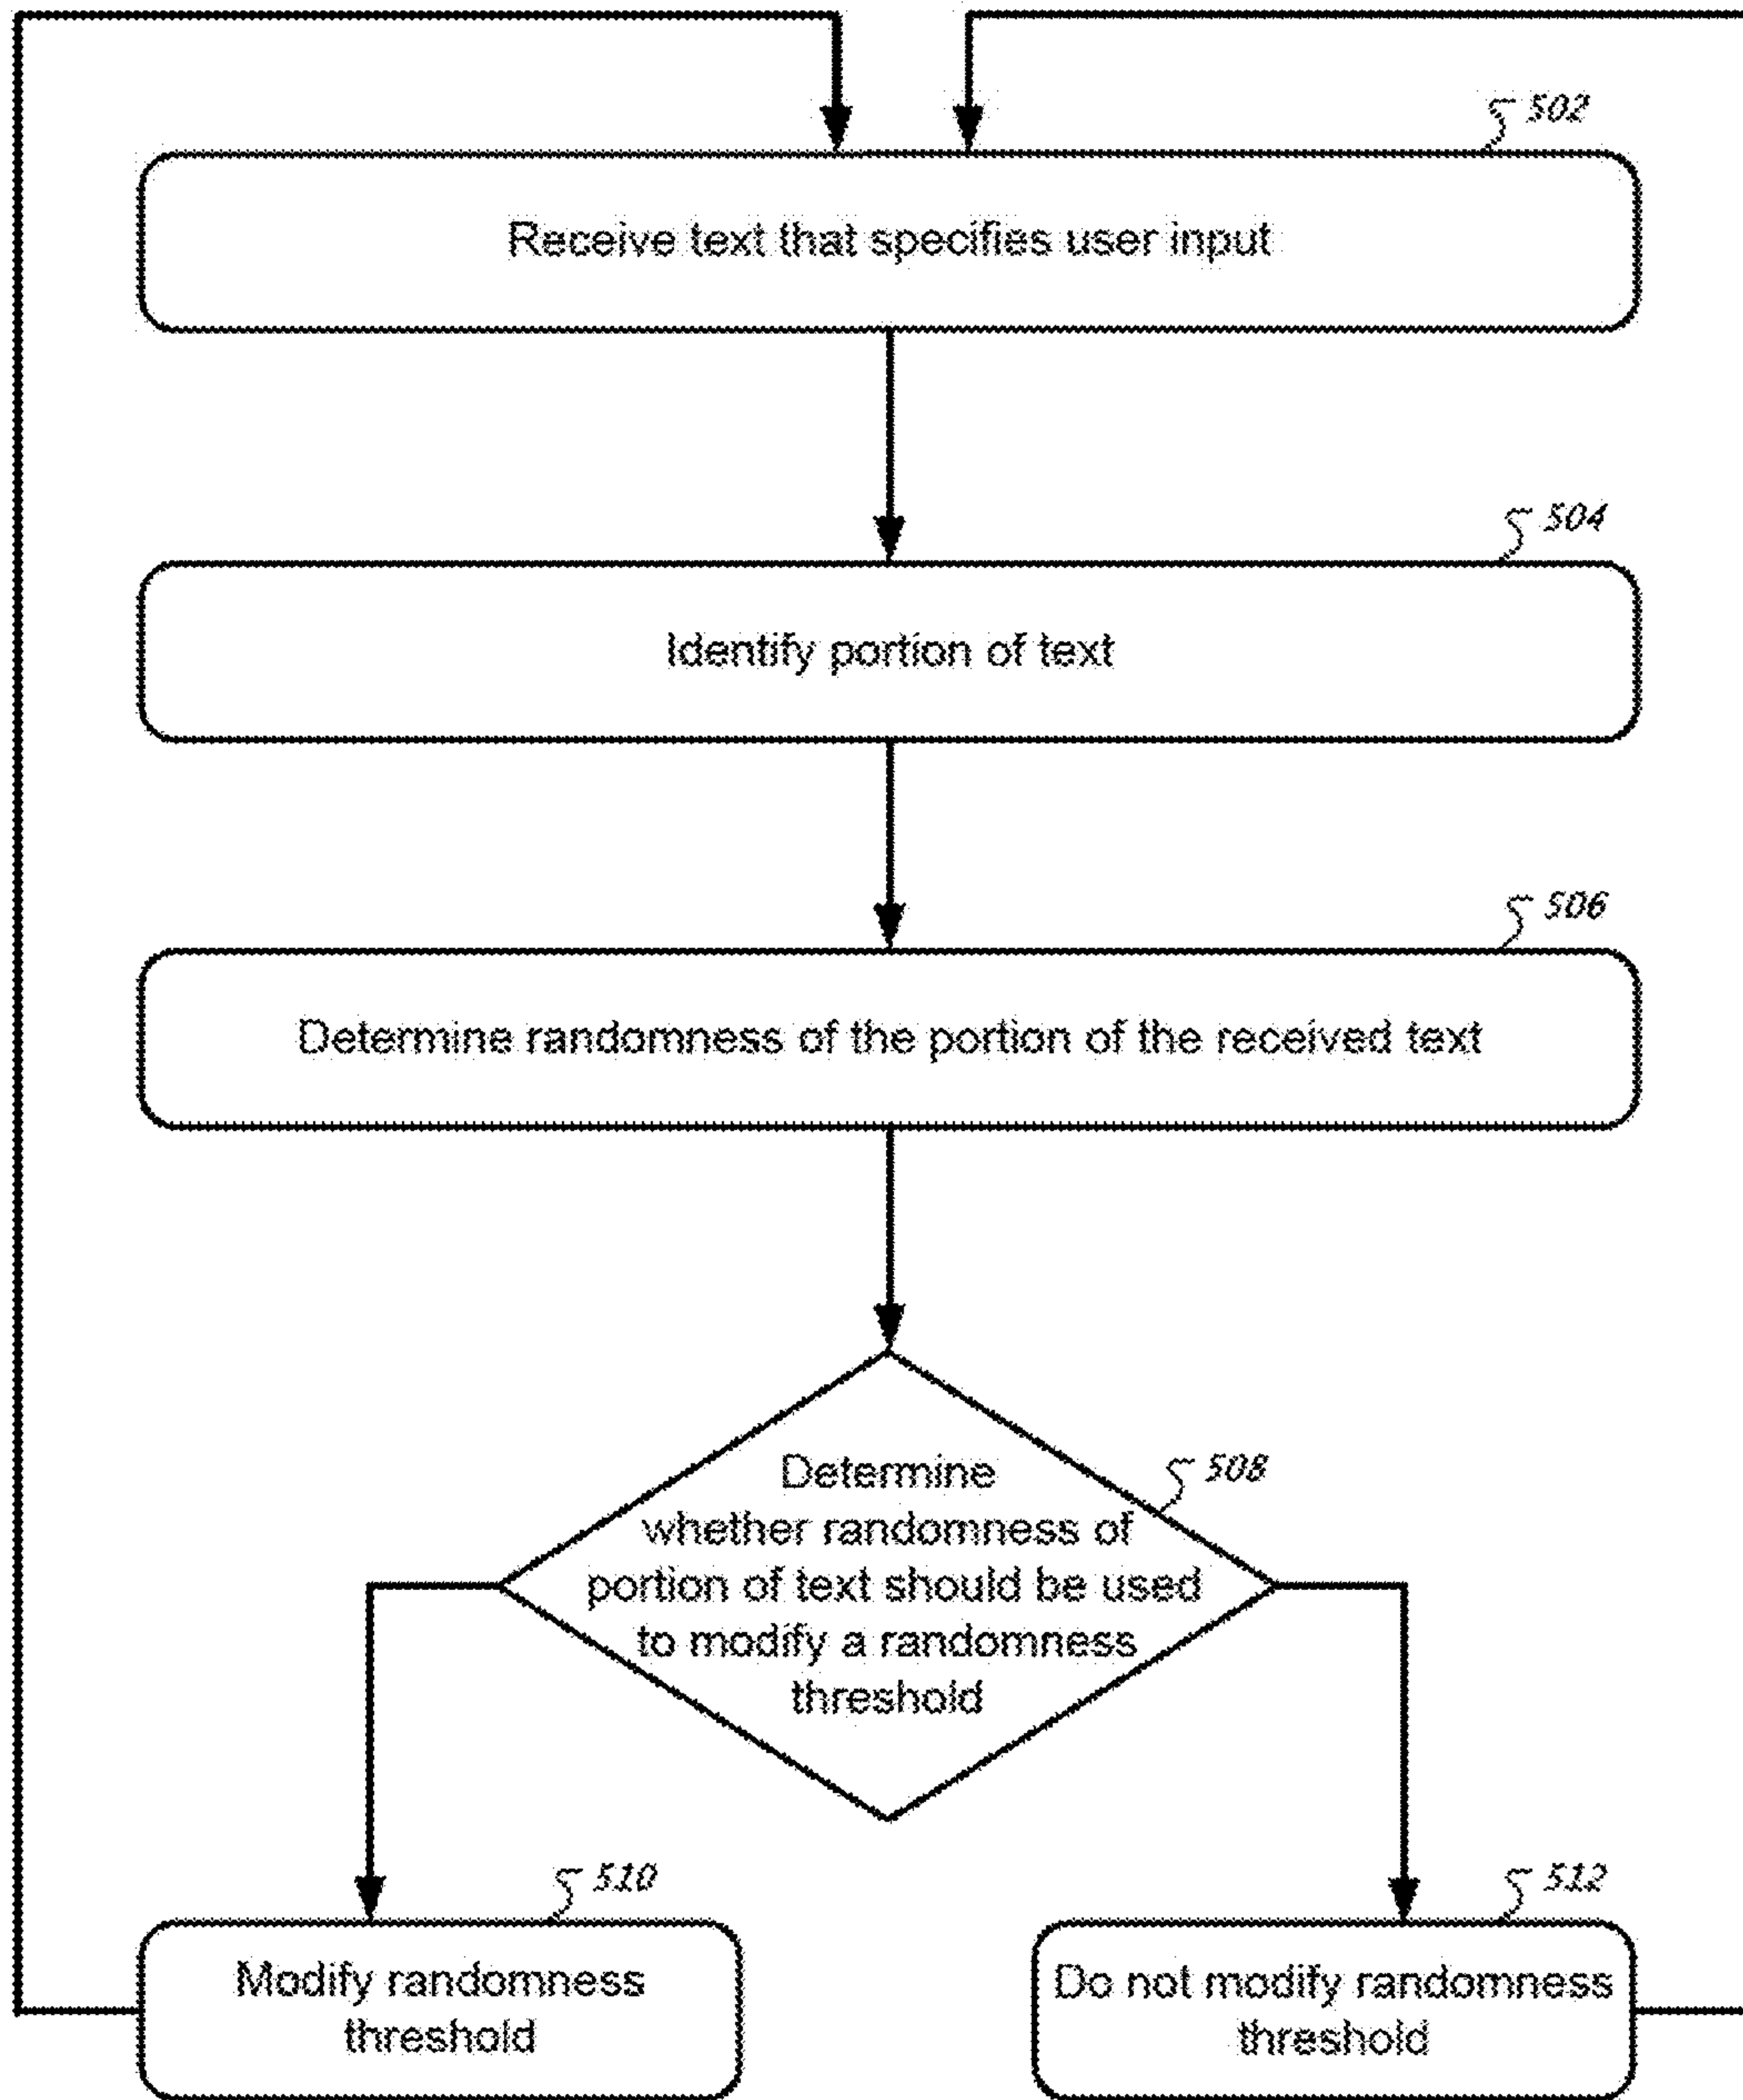 502
Receive text that specifies user input
504
Identify portion of text
506
Determine randomness of the portion of the received text
508
Determine
whether randomness of
portion of text should be used
to modify a randomness
threshold
510
Modify randomness
threshold
512
Do not modify randomness
threshold